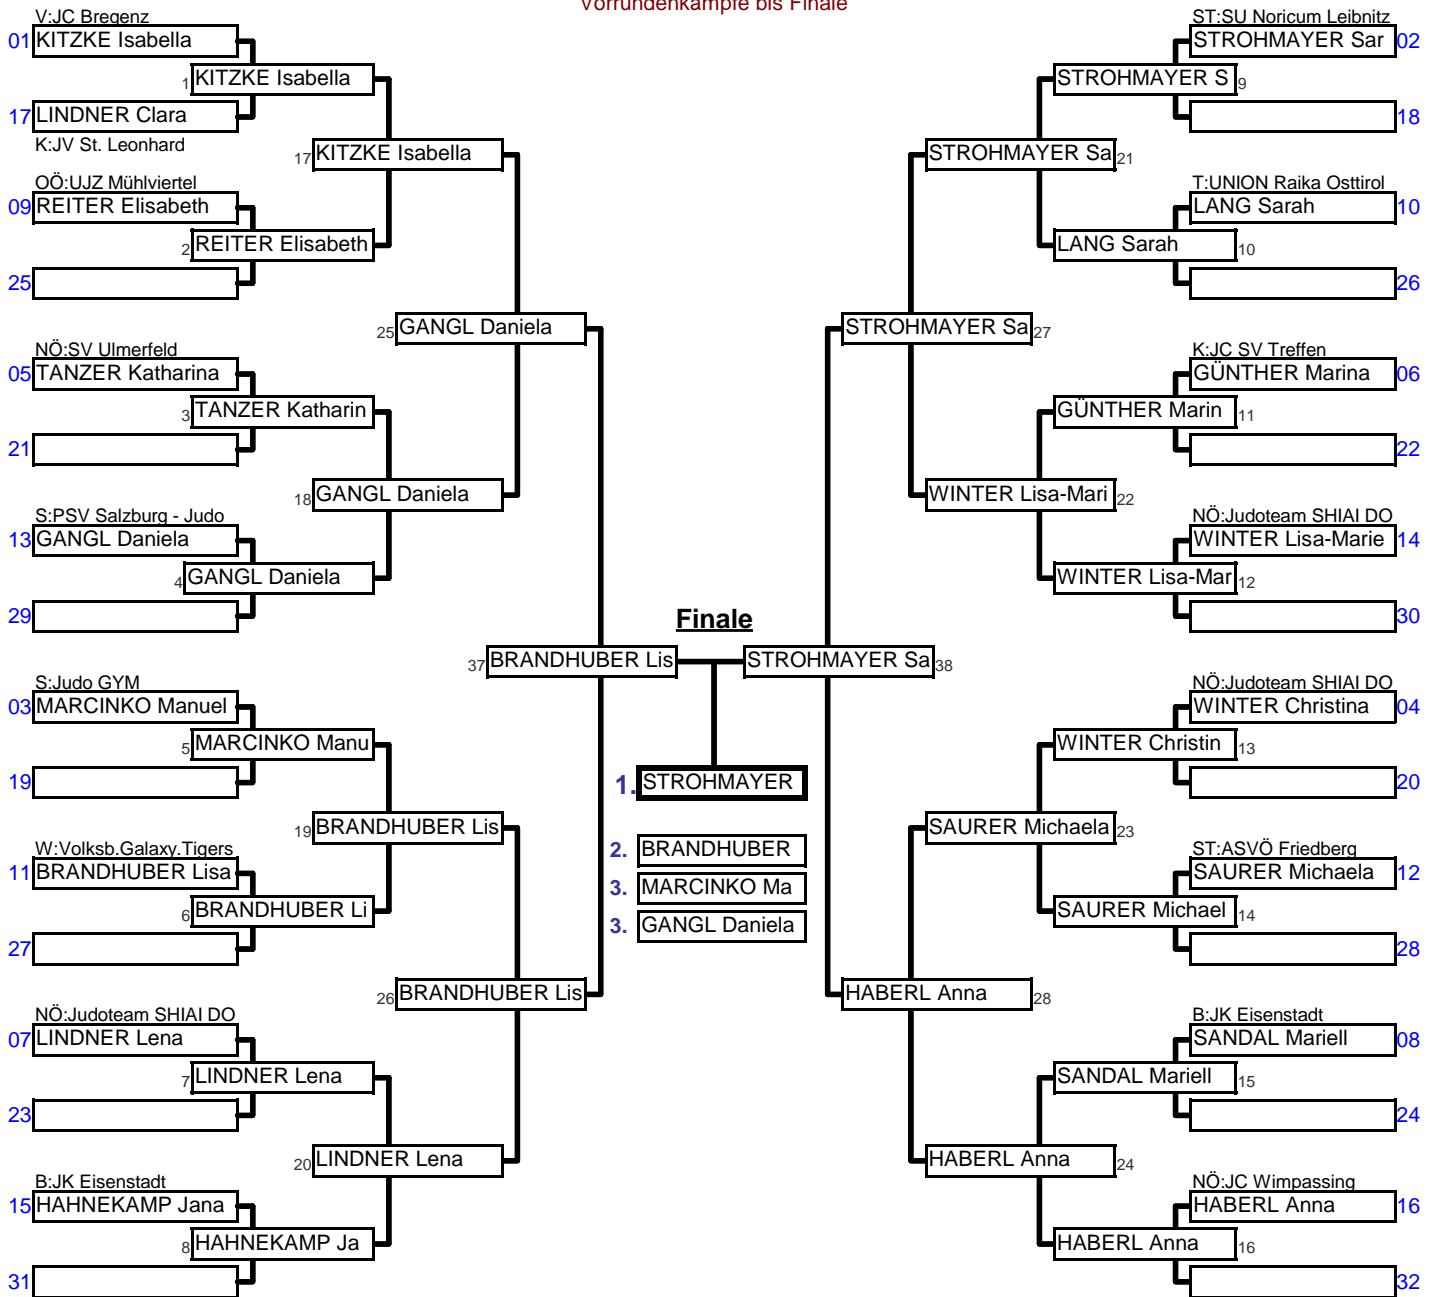 Vorrundenkämpfe bis Finale
V:JC Bregenz
01 KITZKE Isabella
1 KITZKE Isabella
17 LINDNER Clara
K:JV St. Leonhard
17 KITZKE Isabella
OÖ:UJZ Mühlviertel
09 REITER Elisabeth
2 REITER Elisabeth
25
25 GANGL Daniela
NÖ:SV Ulmerfeld
05 TANZER Katharina
3 TANZER Katharin
21
18 GANGL Daniela
S:PSV Salzburg - Judo
13 GANGL Daniela
4 GANGL Daniela
29
37 BRANDHUBER Lis
S:Judo GYM
03 MARCINKO Manuel
5 MARCINKO Manu
19
19 BRANDHUBER Lis
W:Volksb.Galaxy.Tigers
11 BRANDHUBER Lisa
6 BRANDHUBER Li
27
26 BRANDHUBER Lis
NÖ:Judoteam SHIAI DO
07 LINDNER Lena
7 LINDNER Lena
23
20 LINDNER Lena
B:JK Eisenstadt
15 HAHNEKAMP Jana
8 HAHNEKAMP Ja
31
Finale
1. STROHMAYER
2. BRANDHUBER
3. MARCINKO Ma
3. GANGL Daniela
ST:SU Noricum Leibnitz
STROHMAYER Sar 02
STROHMAYER S 9
18
STROHMAYER Sa 21
T:UNION Raika Osttirol
LANG Sarah 10
LANG Sarah 10
26
STROHMAYER Sa 27
K:JC SV Treffen
GÜNTHER Marina 06
GÜNTHER Marin 11
22
WINTER Lisa-Mari 22
NÖ:Judoteam SHIAI DO
WINTER Lisa-Marie 14
WINTER Lisa-Mar 12
30
STROHMAYER Sa 38
NÖ:Judoteam SHIAI DO
WINTER Christina 04
WINTER Christin 13
20
SAURER Michaela 23
ST:ASVÖ Friedberg
SAURER Michaela 12
SAURER Michael 14
28
HABERL Anna 28
B:JK Eisenstadt
SANDAL Mariell 08
SANDAL Mariell 15
24
HABERL Anna 24
NÖ:JC Wimpassing
HABERL Anna 16
HABERL Anna 16
32